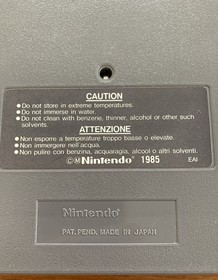 CAUTION
● Do not store in extreme temperatures.
● Do not immerse in water.
● Do not clean with benzene, thinner, alcohol or other such
solvents.
ATTENZIONE
● Non esporre a temperature troppo basse o elevate.
● Non immergere nell'acqua.
● Non pulire con benzina, acquaragia, alcool o altri solventi.
©Ⓜ Nintendo 1985 EAI
Nintendo
PAT. PEND. MADE IN JAPAN